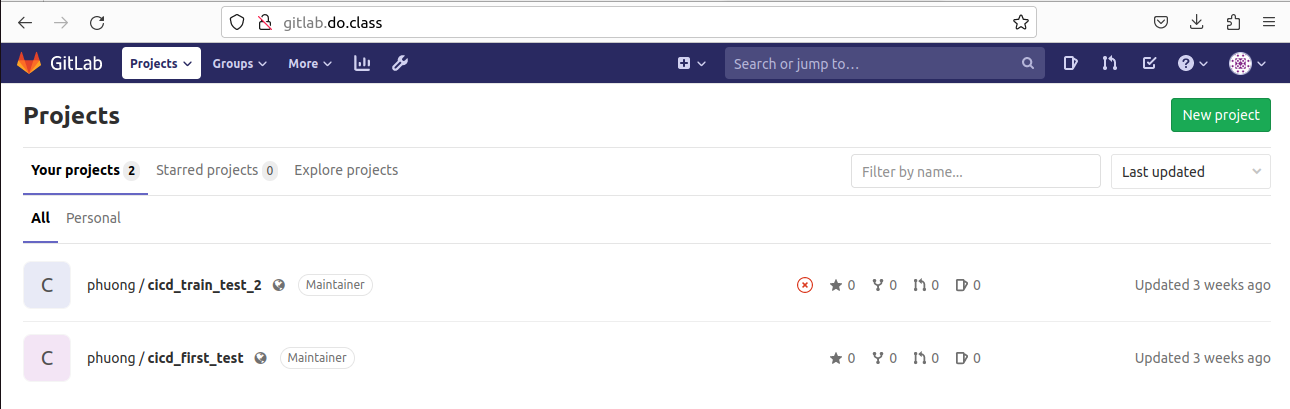 gitlab.do.class
GitLab Projects Groups More Search or jump to...
Projects
New project
Your projects 2 Starred projects 0 Explore projects Filter by name... Last updated
All Personal
C phuong / cicd_train_test_2 Maintainer 0 0 0 0 Updated 3 weeks ago
C phuong / cicd_first_test Maintainer 0 0 0 0 Updated 3 weeks ago